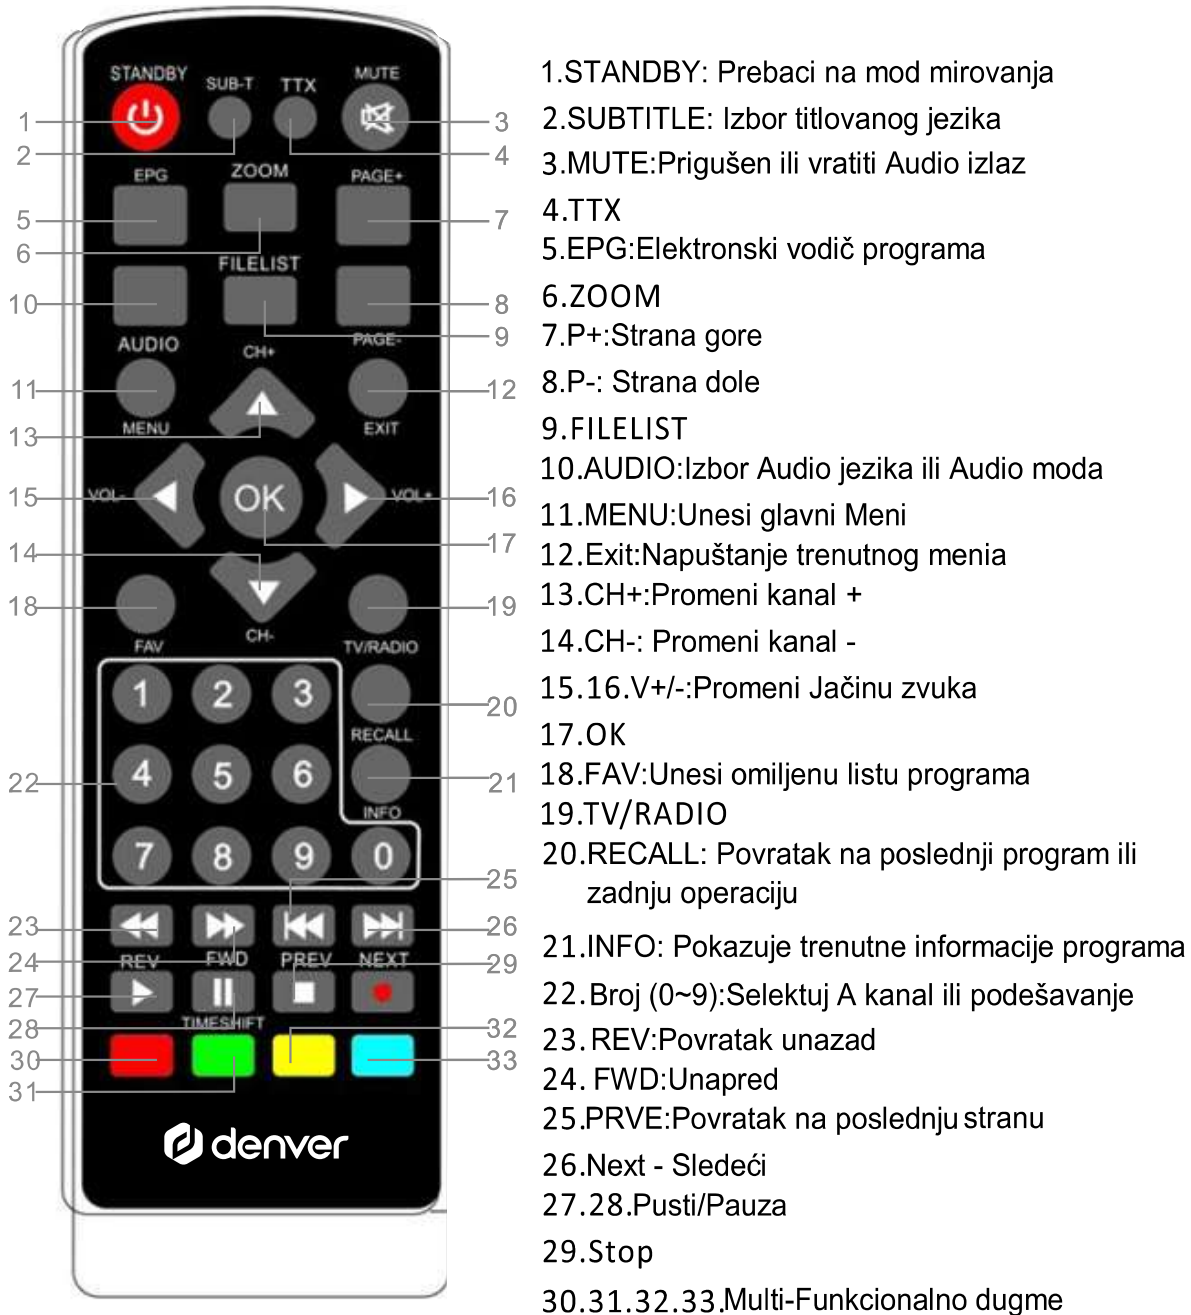 STANDBY
SUB-T
TTX
MUTE
1
2
3
4
EPG
ZOOM
PAGE+
5
6
7
FILELIST
10
8
9
AUDIO
CH+
PAGE-
11
12
MENU
EXIT
13
15
VOL-
OK
VOL+
16
14
17
18
19
FAV
CH-
TV/RADIO
1
2
3
20
RECALL
22
4
5
6
21
INFO
7
8
9
0
25
23
26
24
REV
FWD
PREV
NEXT
29
27
28
TIMESHIFT
32
30
33
31
denver
1.STANDBY: Prebaci na mod mirovanja
2.SUBTITLE: Izbor titlovanog jezika
3.MUTE:Prigušen ili vratiti Audio izlaz
4.TTX
5.EPG:Elektronski vodič programa
6.ZOOM
7.P+:Strana gore
8.P-: Strana dole
9.FILELIST
10.AUDIO:Izbor Audio jezika ili Audio moda
11.MENU:Unesi glavni Meni
12.Exit:Napuštanje trenutnog menia
13.CH+:Promeni kanal +
14.CH-: Promeni kanal -
15.16.V+/-:Promeni Jačinu zvuka
17.OK
18.FAV:Unesi omiljenu listu programa
19.TV/RADIO
20.RECALL: Povratak na poslednji program ili
zadnju operaciju
21.INFO: Pokazuje trenutne informacije programa
22.Broj (0~9):Selektuj A kanal ili podešavanje
23.REV:Povratak unazad
24. FWD:Unapred
25.PRVE:Povratak na poslednju stranu
26.Next - Sledeći
27.28.Pusti/Pauza
29.Stop
30.31.32.33.Multi-Funkcionalno dugme